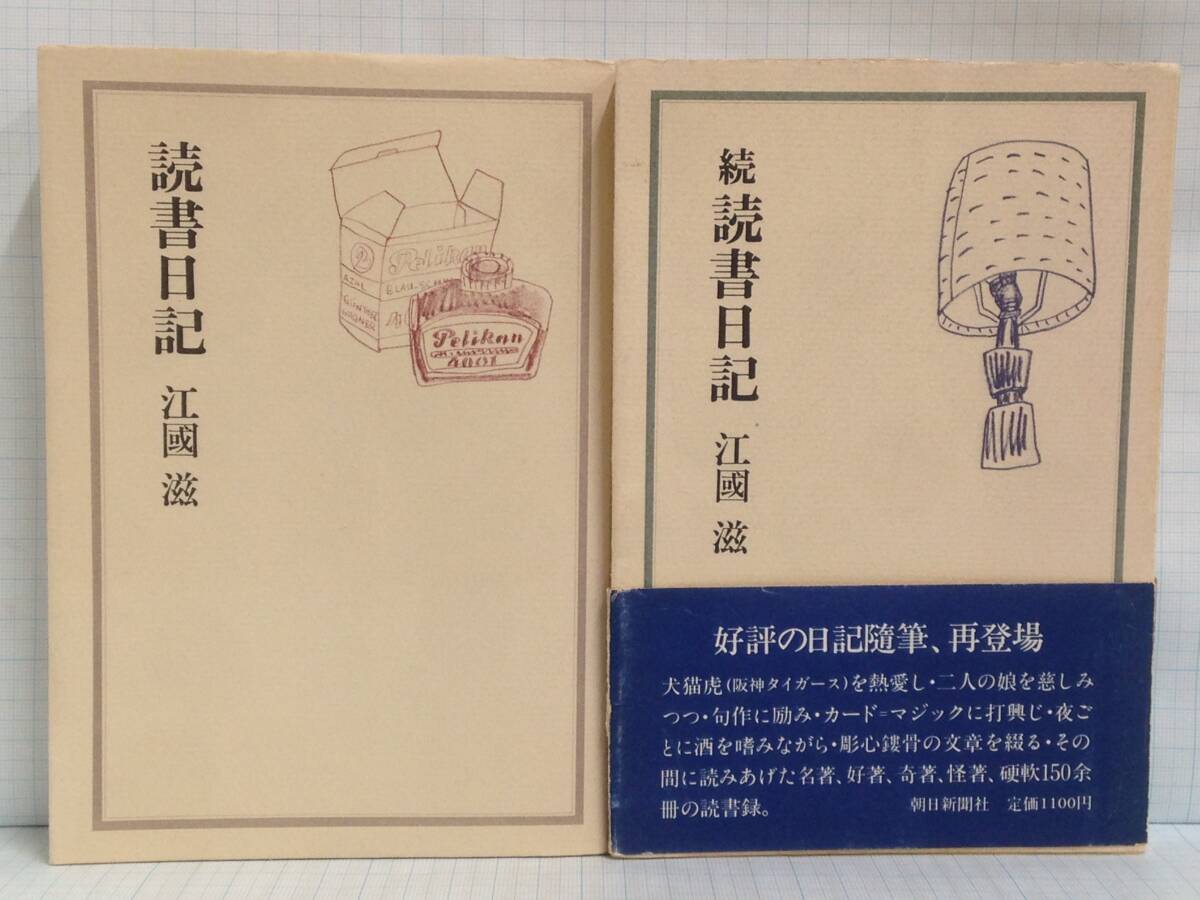 読書日記
江國 滋
Pelikan
BLAU-SCH
GÜNTHER
WAGNER
Pelikan
4001
続 読書日記
江國 滋
好評の日記隨筆、再登場
犬猫虎(阪神タイガース)を熱愛し・二人の娘を慈しみ
つつ・句作に励み・カード=マジックに打興じ・夜ご
とに酒を嗜みながら・彫心鏤骨の文章を綴る・その
間に読みあげた名著、好著、奇著、怪著、硬軟150余
冊の読書録。
朝日新聞社 定価1100円